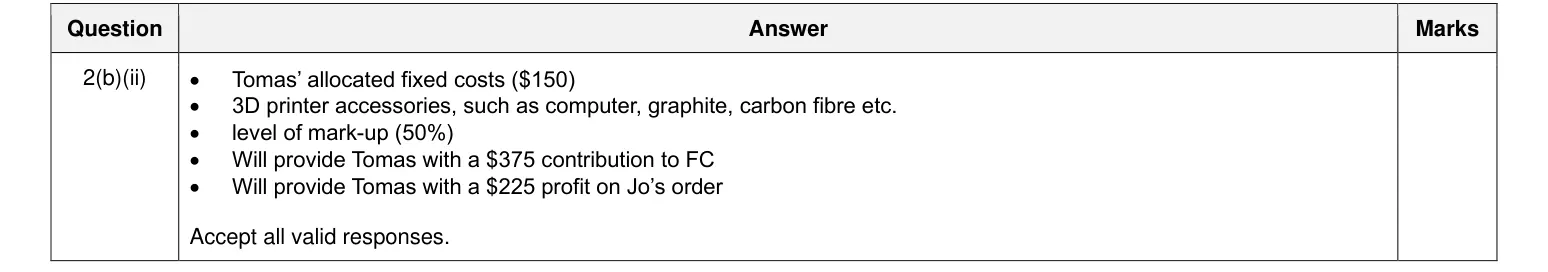 Question Answer Marks
2(b)(ii)
• Tomas’ allocated fixed costs ($150)
• 3D printer accessories, such as computer, graphite, carbon fibre etc.
• level of mark-up (50%)
• Will provide Tomas with a $375 contribution to FC
• Will provide Tomas with a $225 profit on Jo’s order
Accept all valid responses.